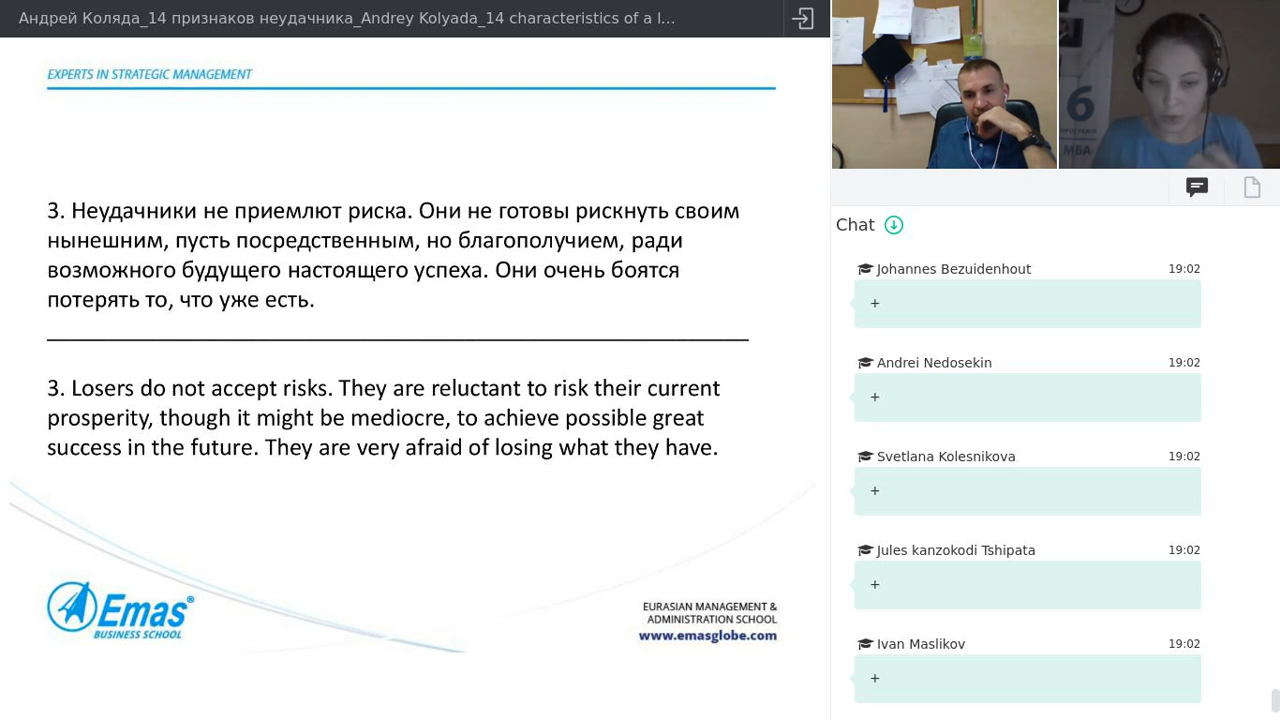 Андрей Коляда_14 признаков неудачника_Andrey Kolyada_14 characteristics of a l...
EXPERTS IN STRATEGIC MANAGEMENT
3. Неудачники не приемлют риска. Они не готовы рискнуть своим
нынешним, пусть посредственным, но благополучием, ради
возможного будущего настоящего успеха. Они очень боятся
потерять то, что уже есть.
3. Losers do not accept risks. They are reluctant to risk their current
prosperity, though it might be mediocre, to achieve possible great
success in the future. They are very afraid of losing what they have.
Emas®
BUSINESS SCHOOL
EURASIAN MANAGEMENT &
ADMINISTRATION SCHOOL
www.emasglobe.com
6
МБА
Chat
Johannes Bezuidenhout 19:02
+
Andrei Nedosekin 19:02
+
Svetlana Kolesnikova 19:02
+
Jules kanzokodi Tshipata 19:02
+
Ivan Maslikov 19:02
+